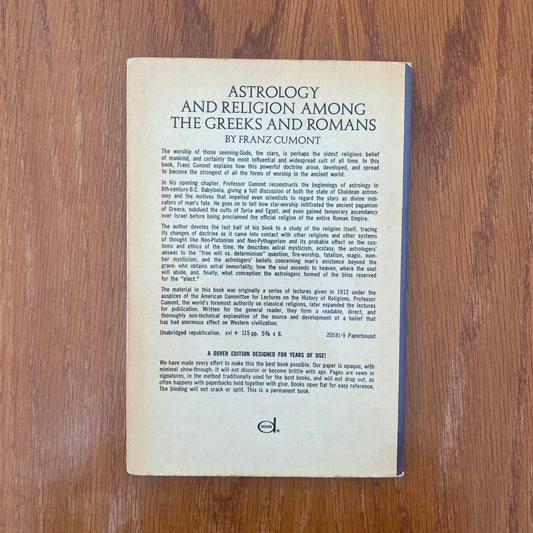 ASTROLOGY
AND RELIGION AMONG
THE GREEKS AND ROMANS
BY FRANZ CUMONT
The worship of those seeming-Gods, the stars, is perhaps the oldest religious belief
of mankind, and certainly the most influential and widespread cult of all time. In this
book, Franz Cumont explains how this powerful doctrine arose, developed, and spread
to become the strongest of all the forms of worship in the ancient world.
In his opening chapter, Professor Cumont reconstructs the beginnings of astrology in
8th-century-B.C. Babylonia, giving a full discussion of both the state of Chaldean astron-
omy and the motives that impelled even scientists to regard the stars as divine indi-
cators of man's fate. He goes on to tell how star-worship infiltrated the ancient paganism
of Greece, subdued the cults of Syria and Egypt, and even gained temporary ascendancy
over Israel before being proclaimed the official religion of the entire Roman Empire.
The author devotes the last half of his book to a study of the religion itself, tracing
its changes of doctrine as it came into contact with other religions and other systems
of thought like Neo-Platonism and Neo-Pythagorism and its probable effect on the cus-
toms and ethics of the time. He describes astral mysticism, ecstasy, the astrologers'
answer to the "free will vs. determinism" question, fire-worship, fatalism, magic, num-
ber mysticism, and the astrologers' beliefs concerning man's existence beyond the
grave: who obtains astral immortality, how the soul ascends to heaven, where the soul
will abide, and, finally, what conception the astrologers formed of the bliss reserved
for the "elect."
The material in this book was originally a series of lectures given in 1912 under the
auspices of the American Committee for Lectures on the History of Religions. Professor
Cumont, the world's foremost authority on classical religions, later expanded the lectures
for publication. Written for the general reader, they form a readable, direct, and
thoroughly non-technical explanation of the source and development of a belief that
has had enormous effect on Western civilization.
Unabridged republication. xvi + 115 pp. 5⅜ x 8. 20581-9 Paperbound
A DOVER EDITION DESIGNED FOR YEARS OF USE!
We have made every effort to make this the best book possible. Our paper is opaque, with
minimal show-through; it will not discolor or become brittle with age. Pages are sewn in
signatures, in the method traditionally used for the best books, and will not drop out, as
often happens with paperbacks held together with glue. Books open flat for easy reference.
The binding will not crack or split. This is a permanent book.
DOVER